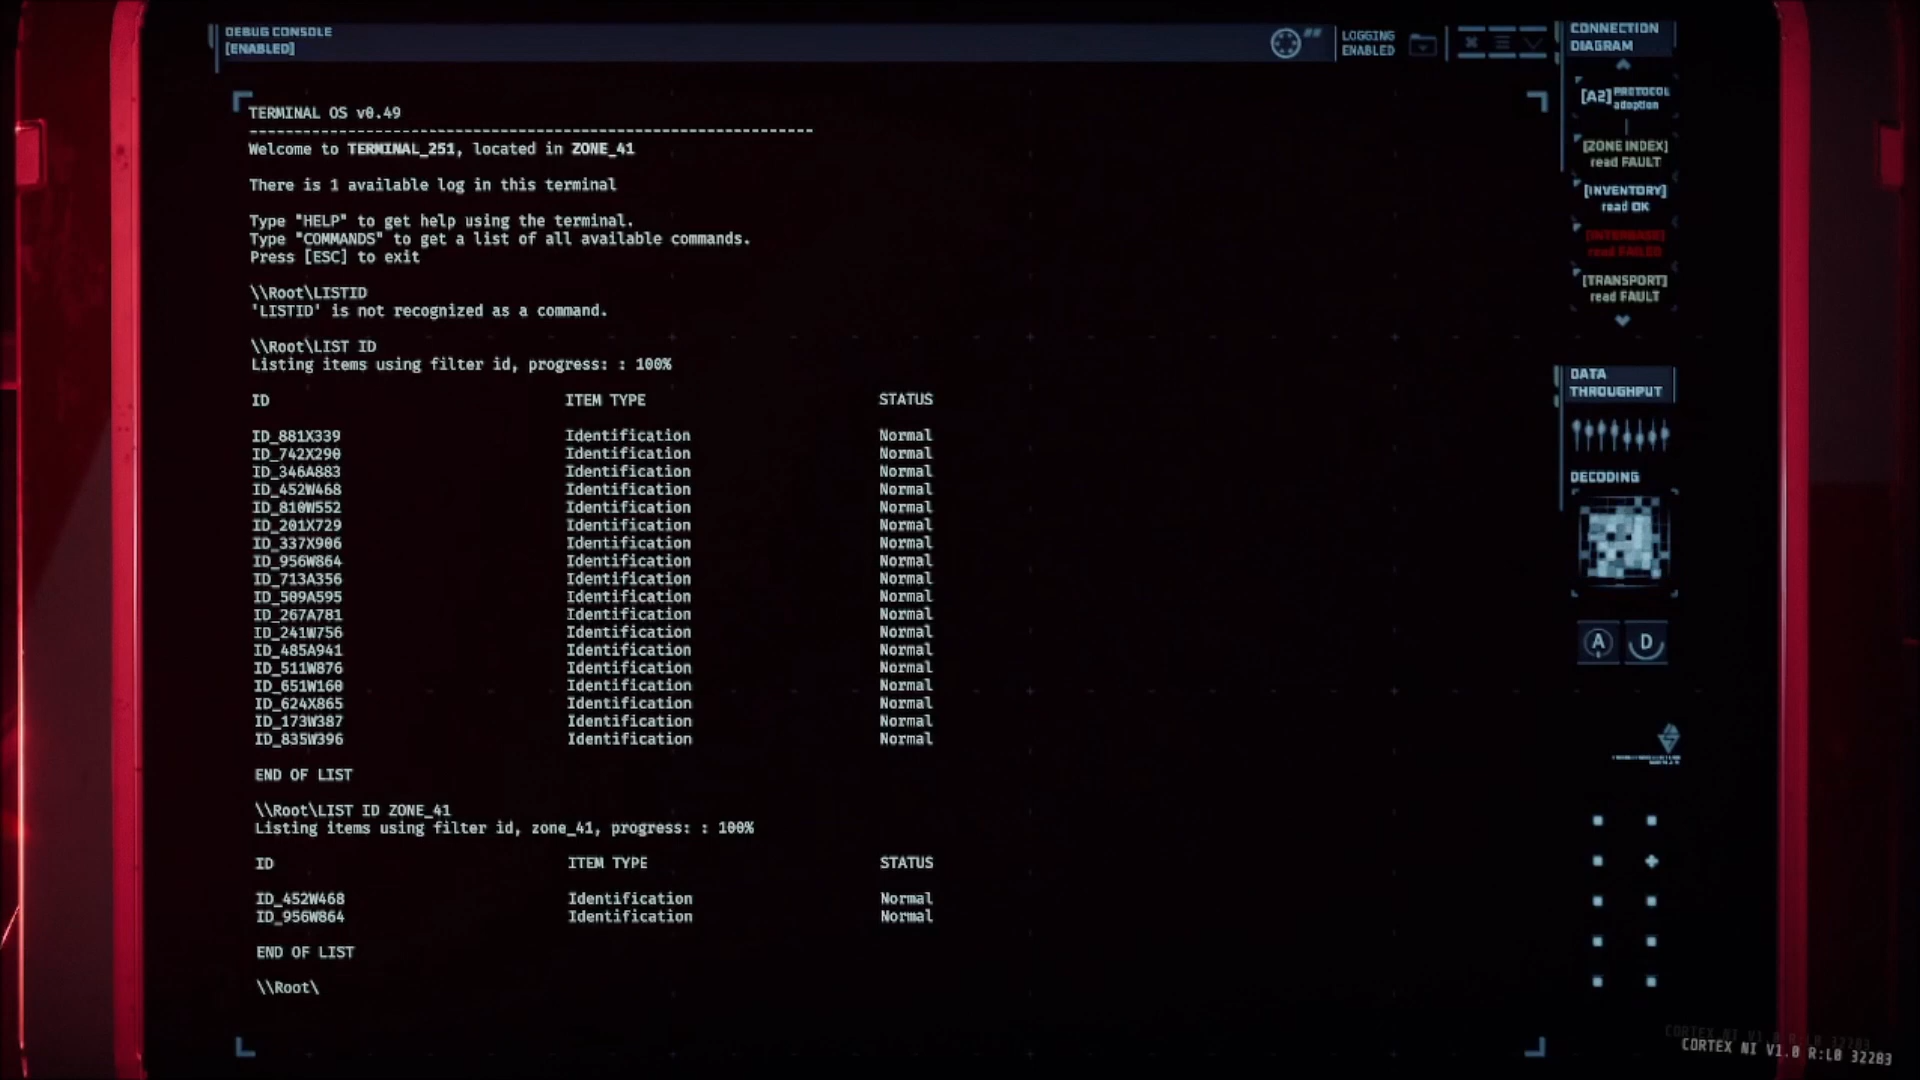 DEBUG CONSOLE
[ENABLED]
LOGGING
ENABLED
TERMINAL OS v0.49
---------------------------------------------------------------
Welcome to TERMINAL_251, located in ZONE_41
There is 1 available log in this terminal
Type "HELP" to get help using the terminal.
Type "COMMANDS" to get a list of all available commands.
Press [ESC] to exit
\\Root\LISTID
'LISTID' is not recognized as a command.
\\Root\LIST ID
Listing items using filter id, progress: : 100%
ID ITEM TYPE STATUS
ID_881X339 Identification Normal
ID_742X290 Identification Normal
ID_346A883 Identification Normal
ID_452W468 Identification Normal
ID_810W552 Identification Normal
ID_201X729 Identification Normal
ID_337X906 Identification Normal
ID_956W864 Identification Normal
ID_713A356 Identification Normal
ID_509A595 Identification Normal
ID_267A781 Identification Normal
ID_241W756 Identification Normal
ID_485A941 Identification Normal
ID_511W876 Identification Normal
ID_651W160 Identification Normal
ID_624X865 Identification Normal
ID_173W387 Identification Normal
ID_835W396 Identification Normal
END OF LIST
\\Root\LIST ID ZONE_41
Listing items using filter id, zone_41, progress: : 100%
ID ITEM TYPE STATUS
ID_452W468 Identification Normal
ID_956W864 Identification Normal
END OF LIST
\\Root\
CONNECTION
DIAGRAM
[A2] PROTOCOL
adoption
[ZONE INDEX]
read FAULT
[INVENTORY]
read OK
[INTERBASE]
read FAILED
[TRANSPORT]
read FAULT
DATA
THROUGHPUT
DECODING
A D
CORTEX NI V1.0 R:L0 32283